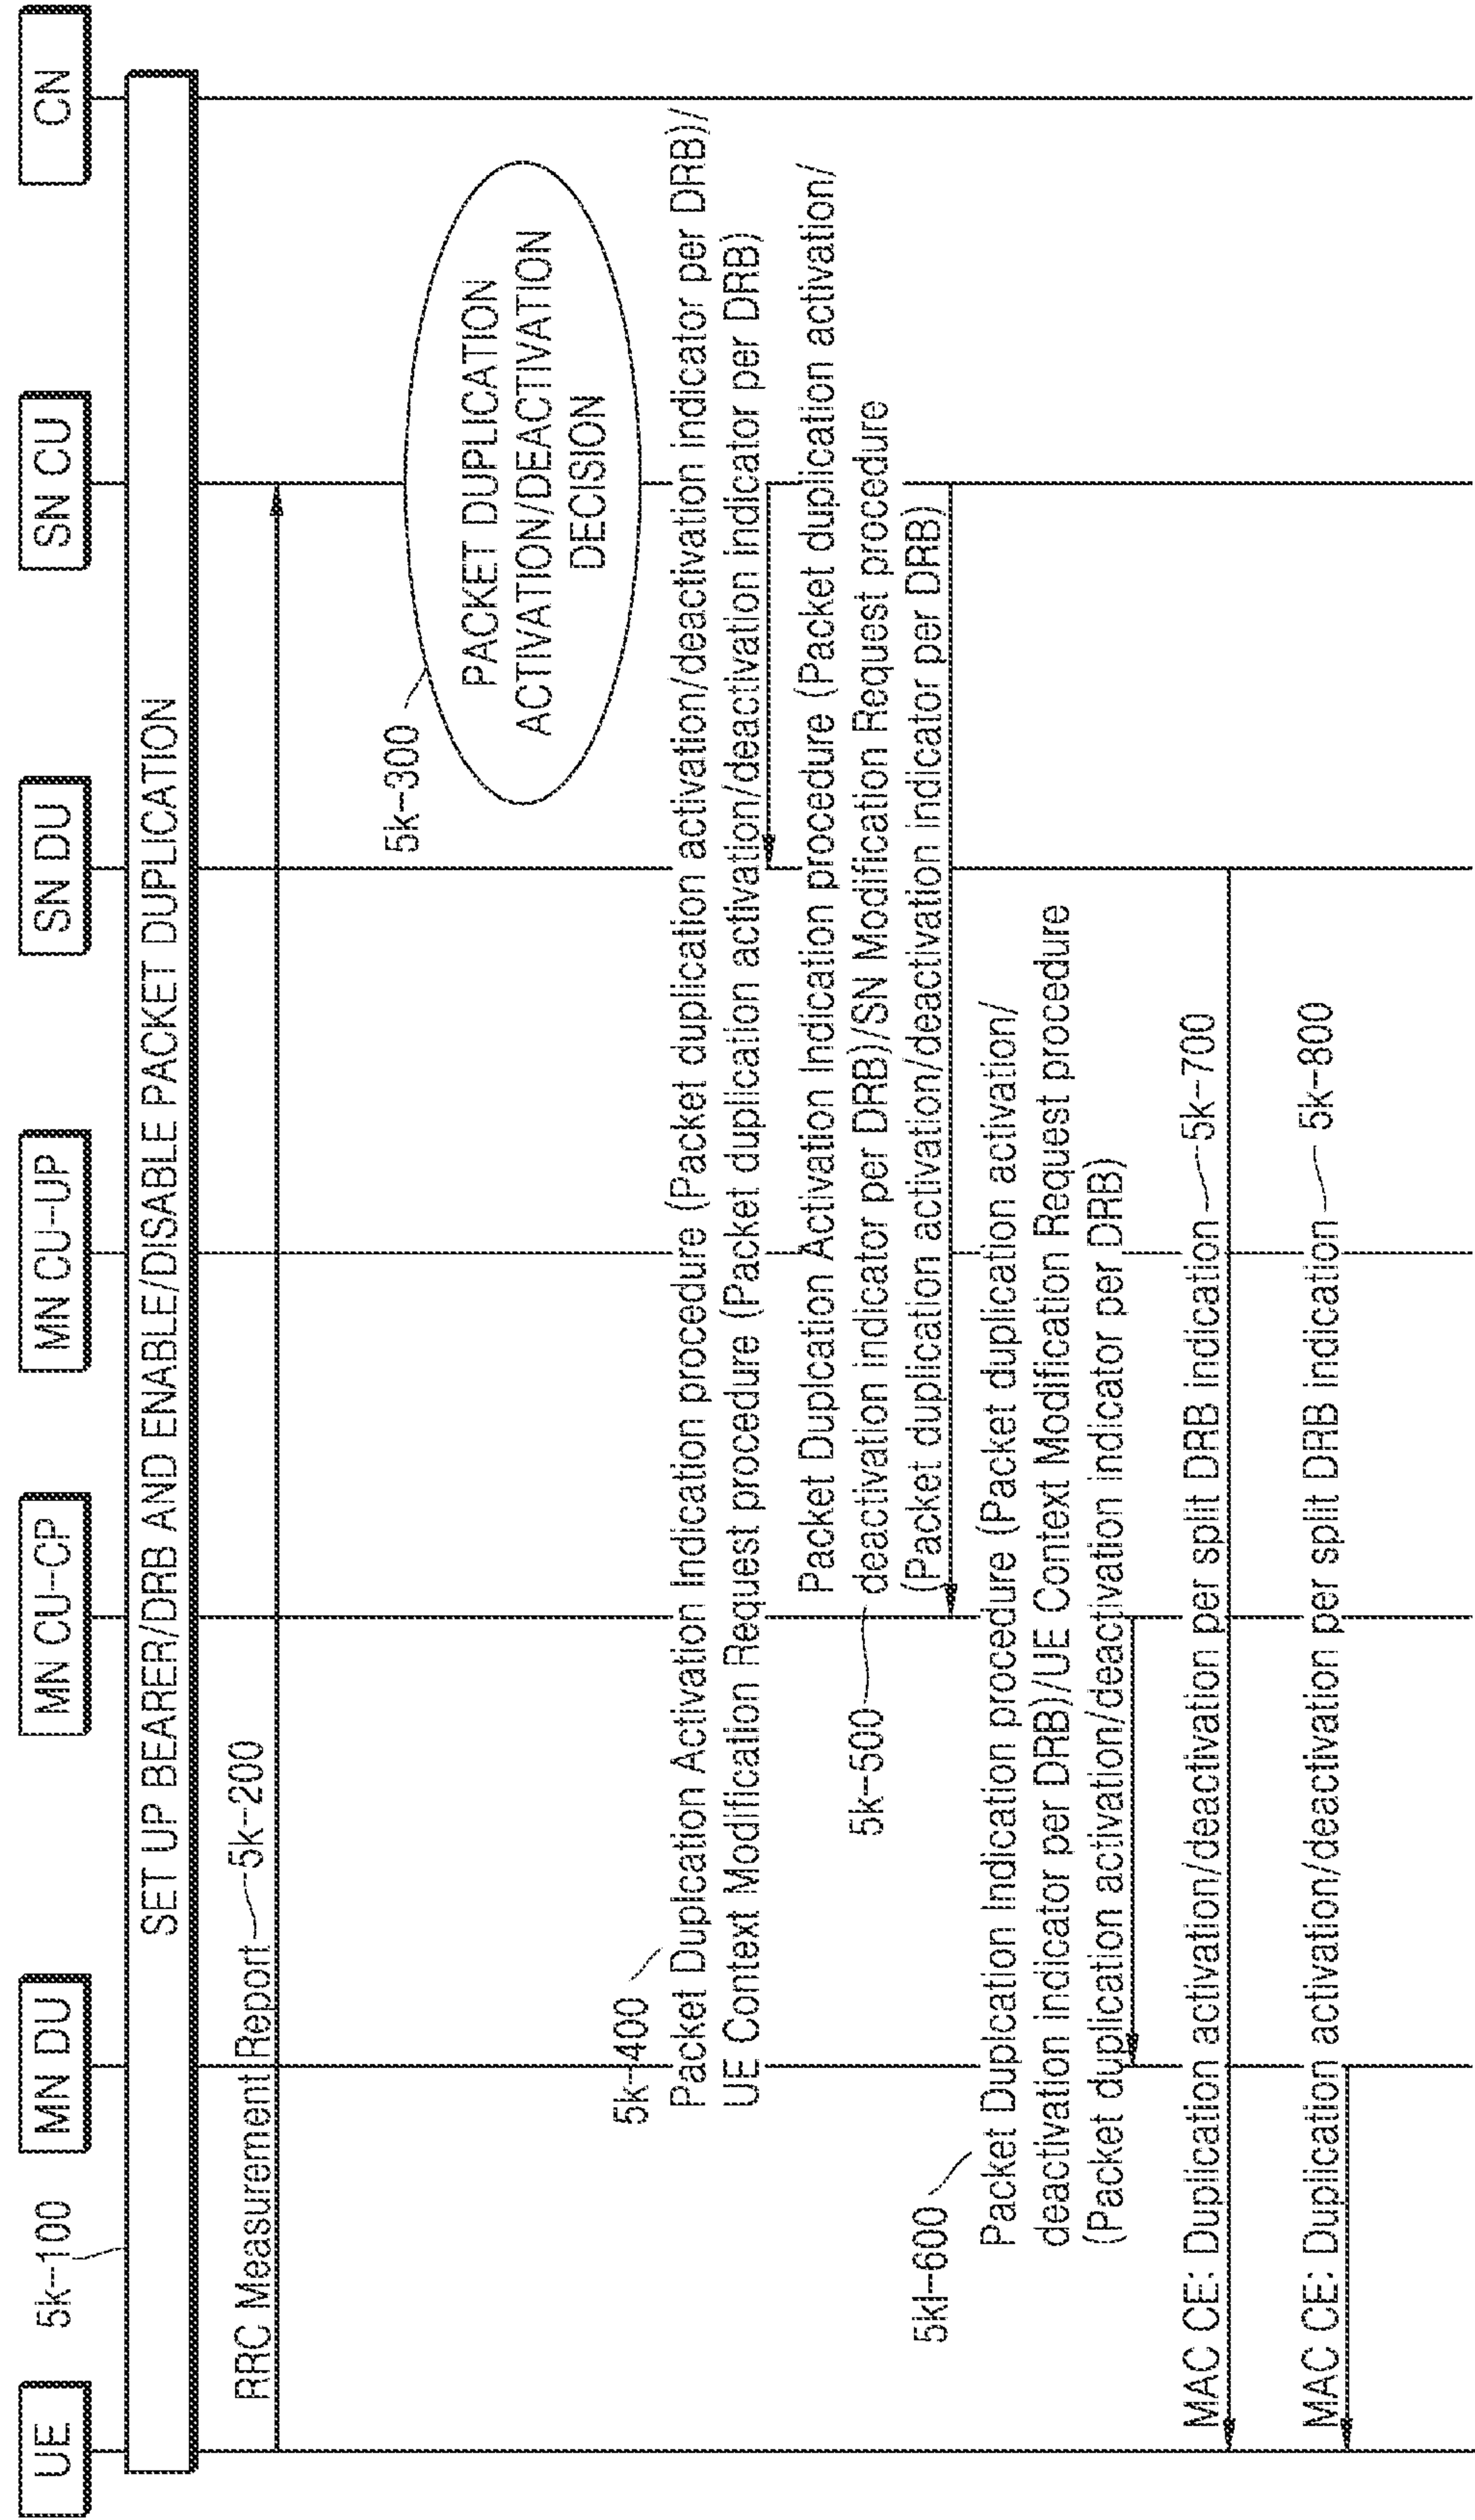 UE
MN DU
MN CU-CP
MN CU-UP
SN DU
SN CU
CN
5k-100
SET UP BEARER/DRB AND ENABLE/DISABLE PACKET DUPLICATION
RRC Measurement Report
5k-200
5k-300
PACKET DUPLICATION
ACTIVATION/DEACTIVATION
DECISION
5k-400
Packet Duplcation Activation Indication procedure (Packet duplication activation/deactivation indicator per DRB)/
UE Context Modification Request procedure (Packet duplication activation/deactivation indicator per DRB)
Packet Duplcation Activation Indication procedure (Packet duplication activation/
5k-500
deactivation indicator per DRB)/SN Modification Request procedure
(Packet duplication activation/deactivation indicator per DRB)
5kl-600
Packet Duplcation Indication procedure (Packet duplication activation/
deactivation indicator per DRB)/UE Context Modification Request procedure
(Packet duplication activation/deactivation indicator per DRB)
MAC CE: Duplication activation/deactivation per split DRB indication
5k-700
MAC CE: Duplication activation/deactivation per split DRB indication
5k-800